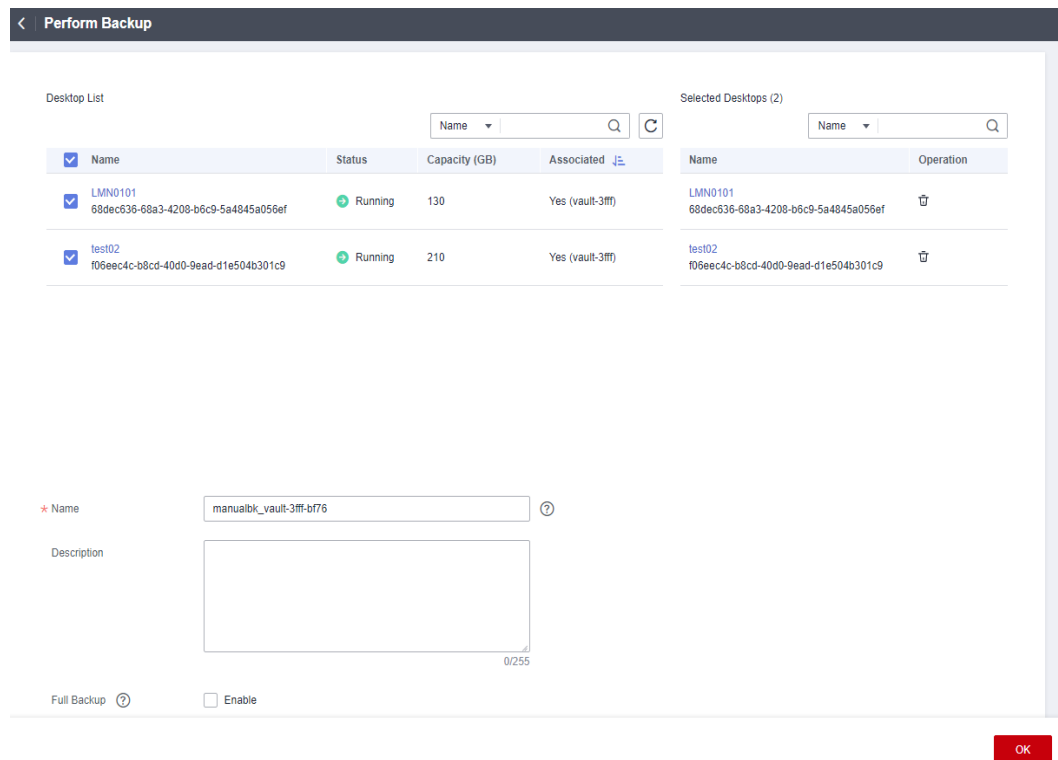 Perform Backup
Desktop List
Selected Desktops (2)
Name
Name
Name Status Capacity (GB) Associated
Name Operation
LMN0101
68dec636-68a3-4208-b6c9-5a4845a056ef
Running 130 Yes (vault-3fff)
LMN0101
68dec636-68a3-4208-b6c9-5a4845a056ef
test02
f06eec4c-b8cd-40d0-9ead-d1e504b301c9
Running 210 Yes (vault-3fff)
test02
f06eec4c-b8cd-40d0-9ead-d1e504b301c9
* Name manualbk_vault-3fff-bf76 ?
Description
0/255
Full Backup ? Enable
OK